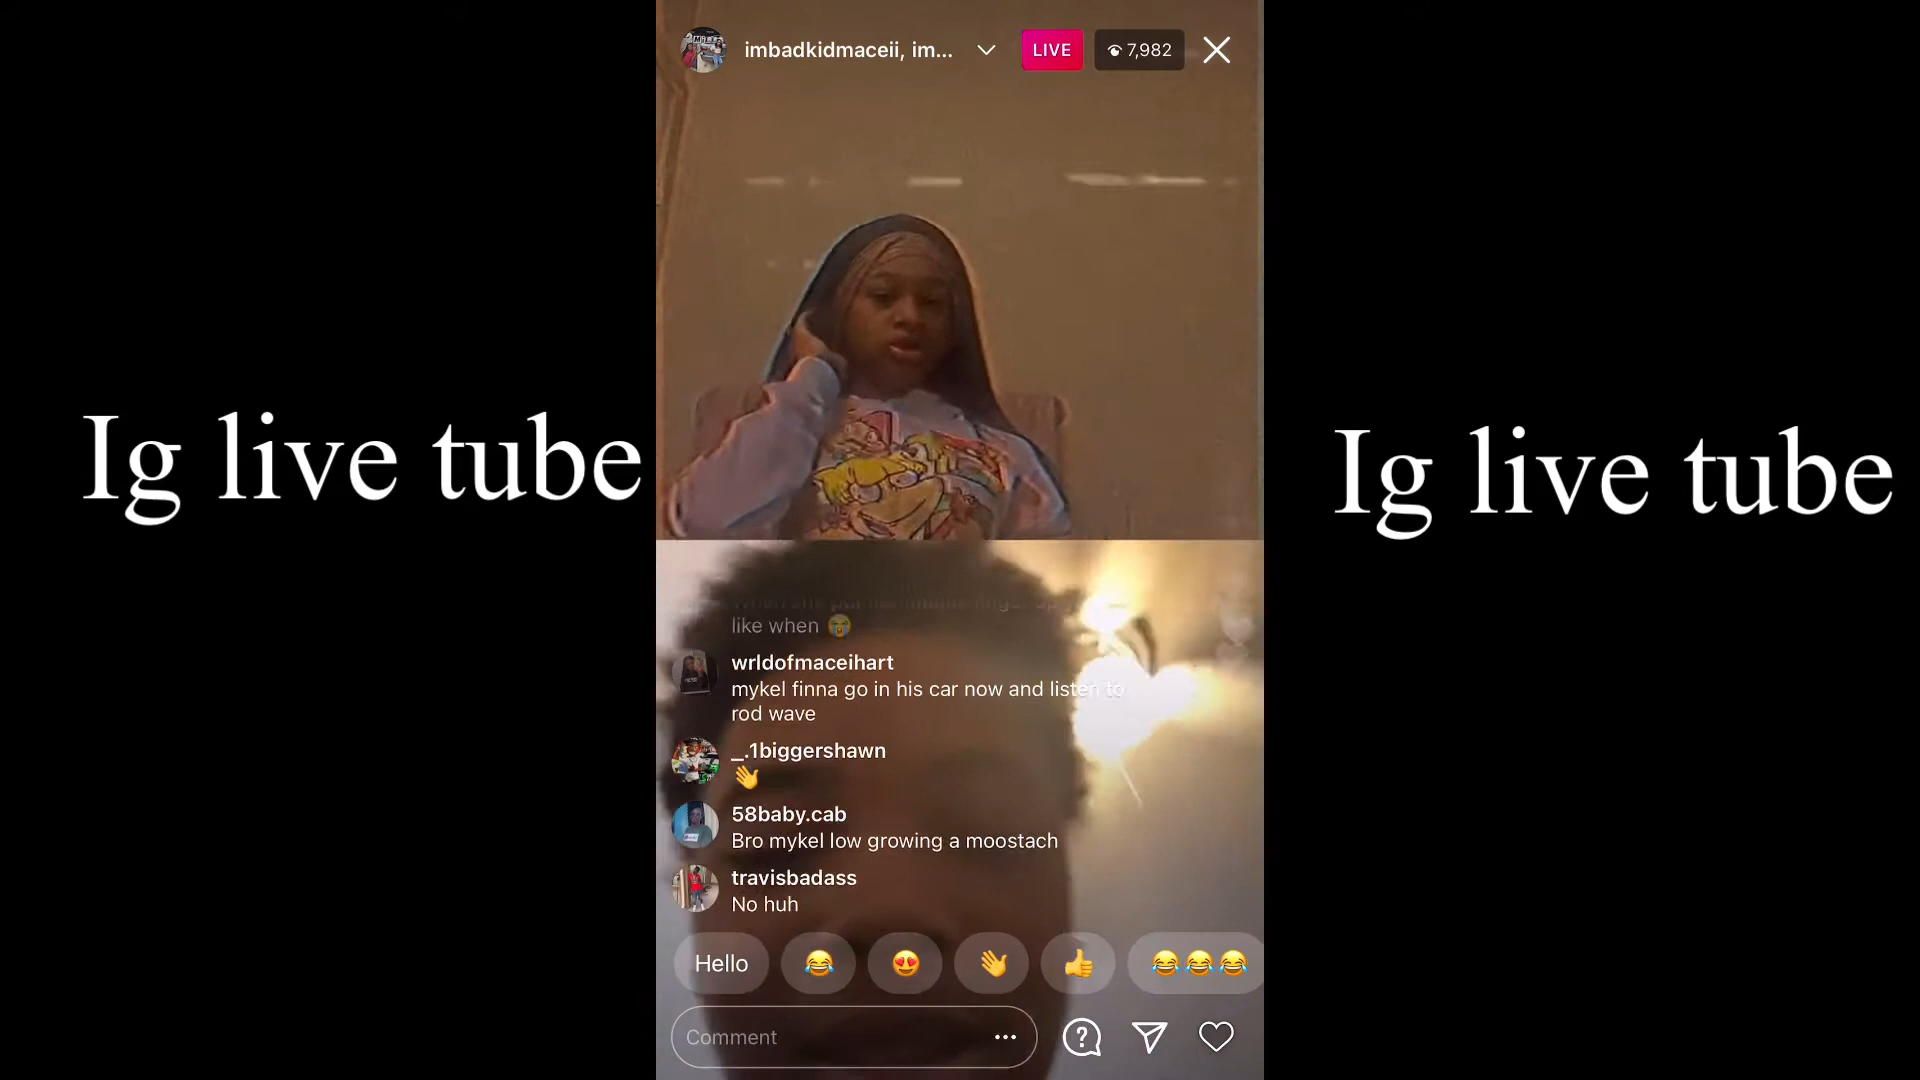 imbadkidmaceii, im...
LIVE
7,982
Ig live tube
Ig live tube
like when 😭
wrldofmaceihart
mykel finna go in his car now and listen to
rod wave
_.1biggershawn
👋
58baby.cab
Bro mykel low growing a moostach
travisbadass
No huh
Hello 😂 😍 👋 👍 😂😂😂
Comment